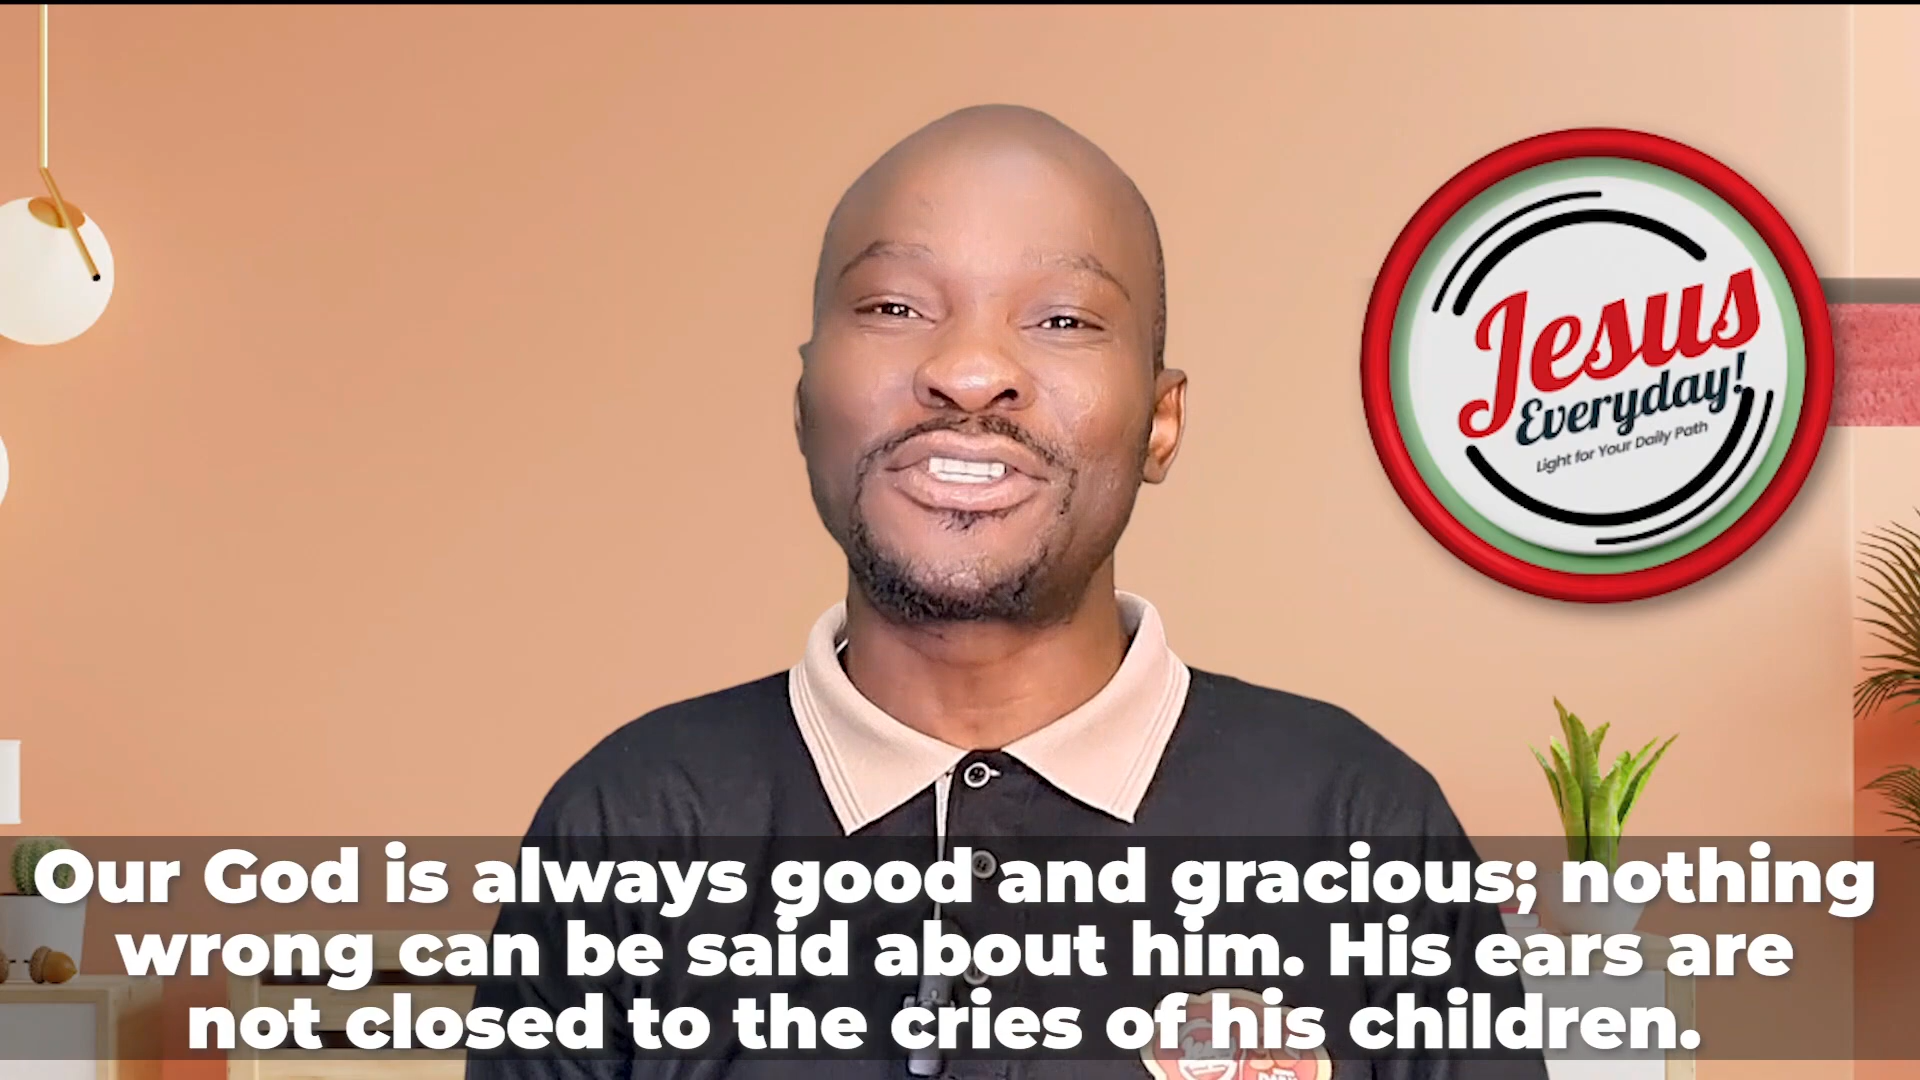 Jesus
Everyday!
Light for Your Daily Path
Our God is always good and gracious; nothing
wrong can be said about him. His ears are
not closed to the cries of his children.